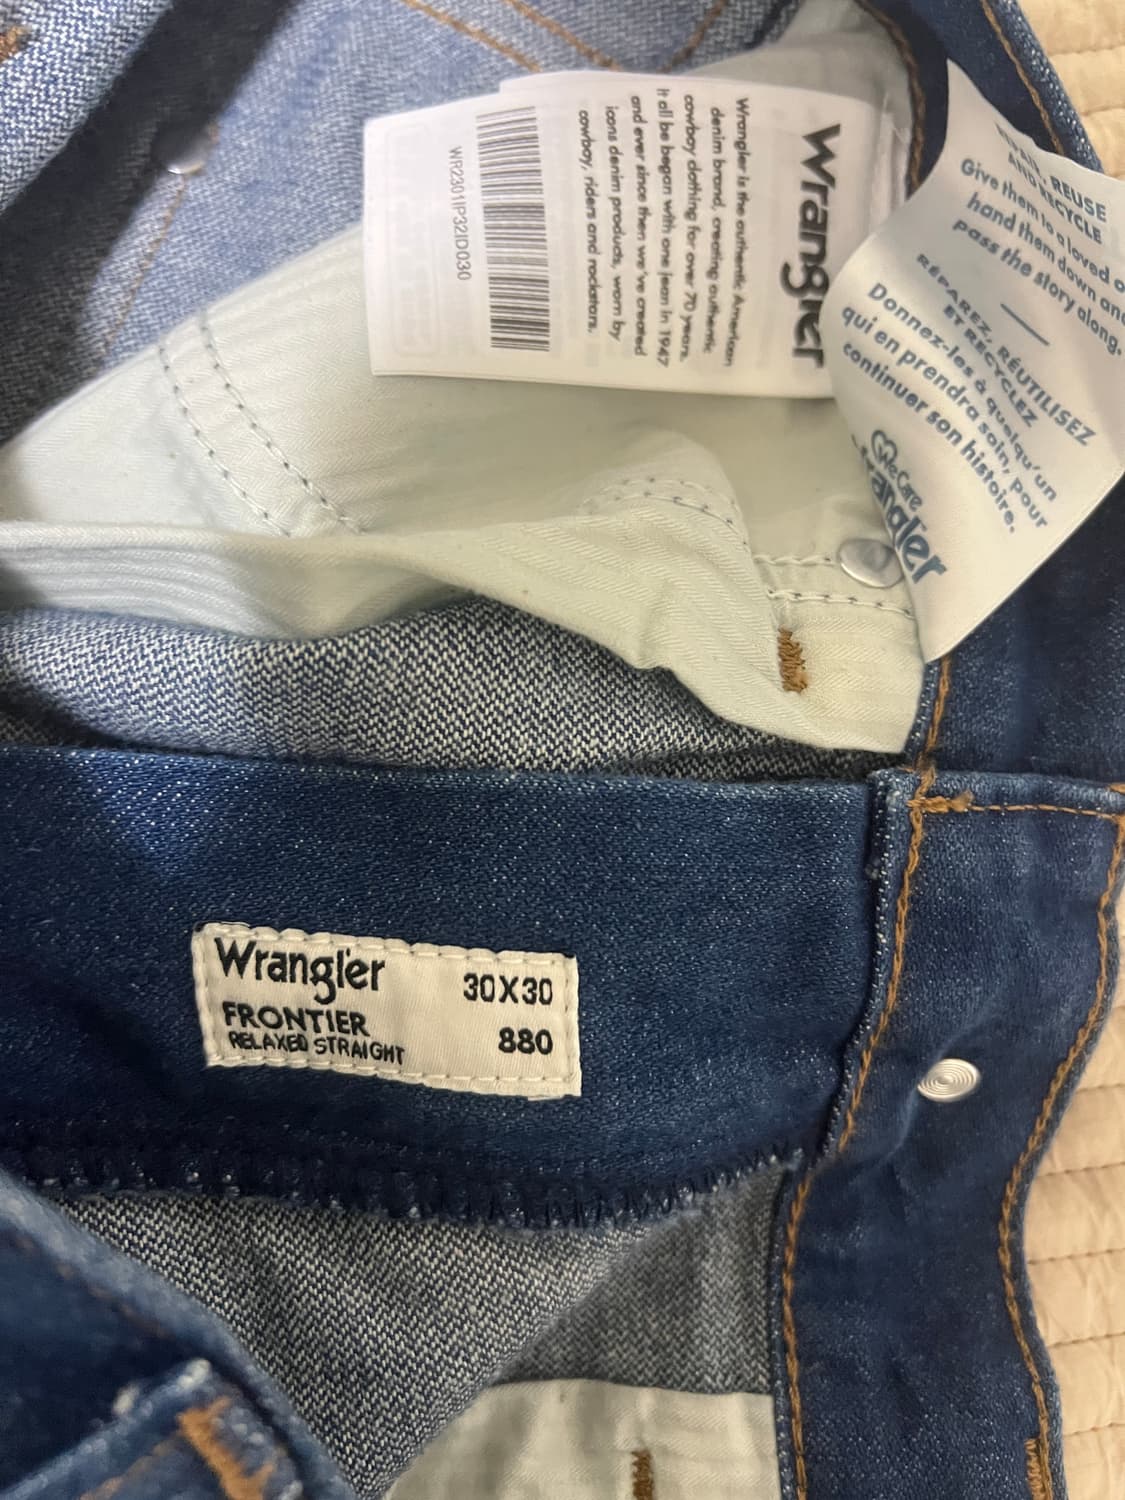 Wrangler
Wrangler is the authentic American
denim brand, creating authentic
cowboy clothing for over 70 years.
It all be began with one jean in 1947
and ever since then we've created
icons denim products, worn by
cowboy, riders and rockstars.
WR2301IP32ID030
REUSE
AND RECYCLE
Give them to a loved
hand them down and
pass the story along.
RÉPAREZ, RÉUTILISEZ
ET RECYCLEZ
Donnez-les à quelqu'un
qui en prendra soin, pour
continuer son histoire.
WeCare
Wrangler
Wrangler 30X30
FRONTIER
RELAXED STRAIGHT 880